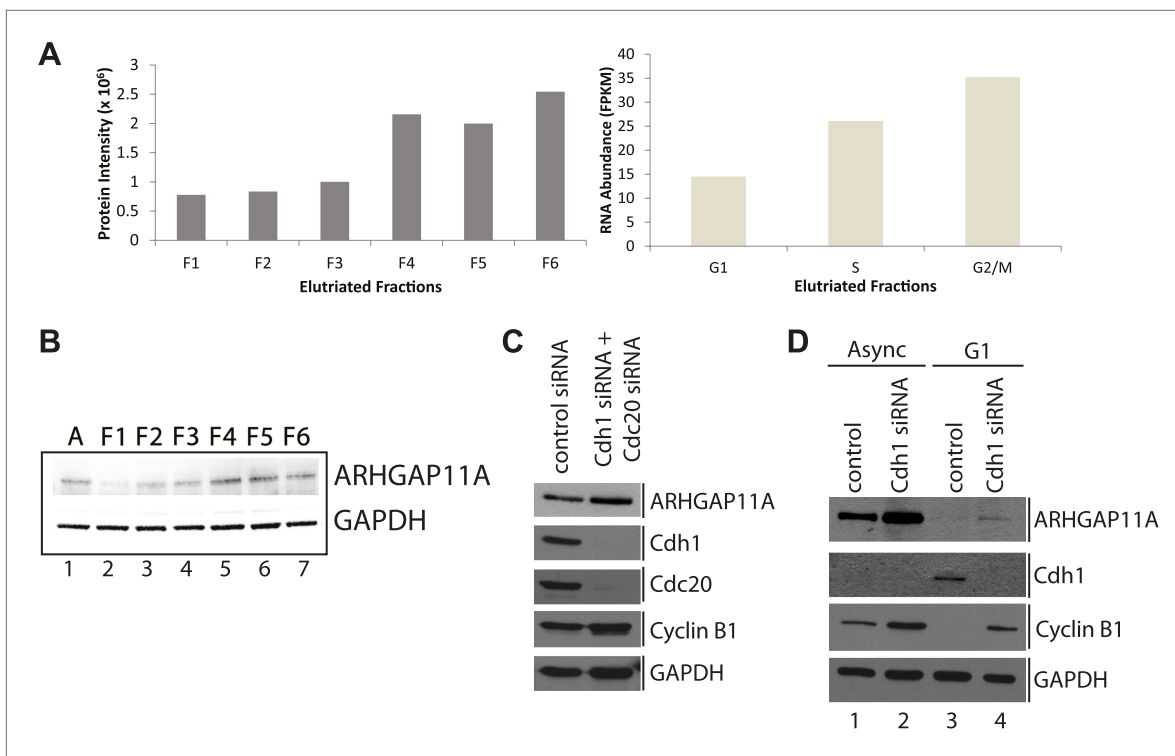 A
Protein Intensity (x 10⁶)
3
2.5
2
1.5
1
0.5
0
F1 F2 F3 F4 F5 F6
Elutriated Fractions
RNA Abundance (FPKM)
40
35
30
25
20
15
10
5
0
G1 S G2/M
Elutriated Fractions
B
A F1 F2 F3 F4 F5 F6
ARHGAP11A
GAPDH
1 2 3 4 5 6 7
C
control siRNA
Cdh1 siRNA +
Cdc20 siRNA
ARHGAP11A
Cdh1
Cdc20
Cyclin B1
GAPDH
D
Async G1
control
Cdh1 siRNA
control
Cdh1 siRNA
ARHGAP11A
Cdh1
Cyclin B1
GAPDH
1 2 3 4